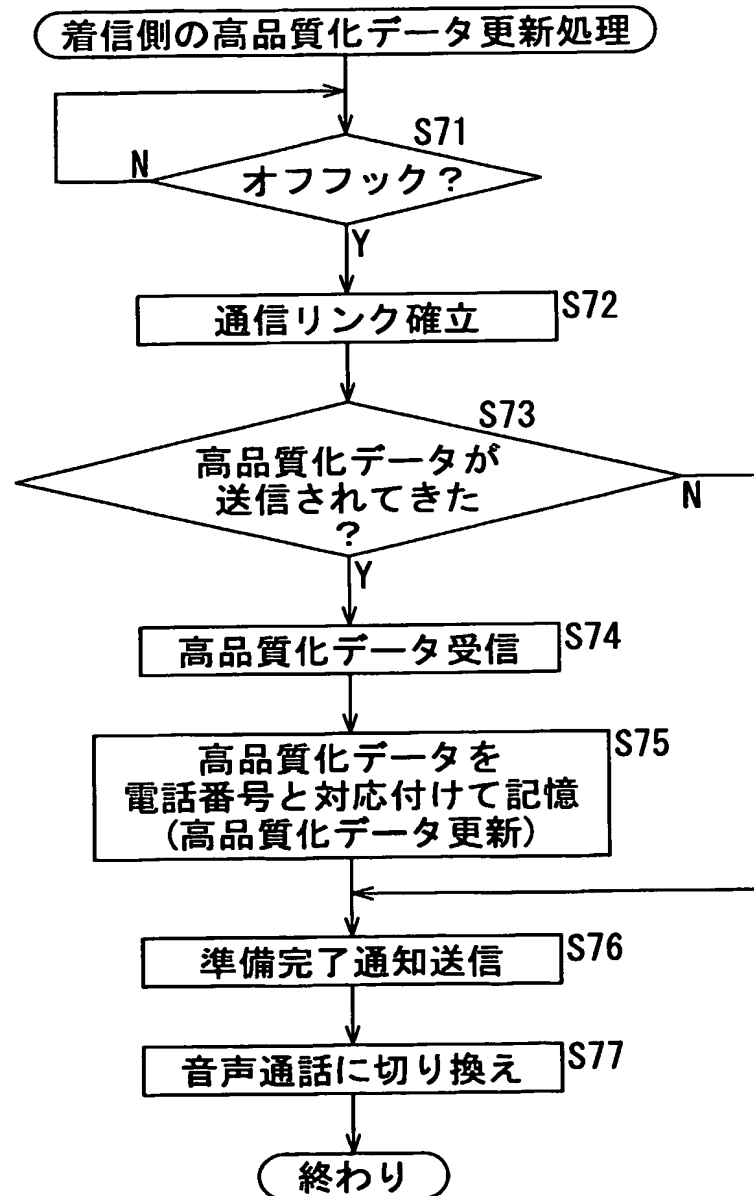 着信側の高品質化データ更新処理
S71
N
オフフック？
Y
通信リンク確立
S72
S73
高品質化データが
送信されてきた
？
N
Y
高品質化データ受信
S74
高品質化データを
電話番号と対応付けて記憶
(高品質化データ更新)
S75
準備完了通知送信
S76
音声通話に切り換え
S77
終わり